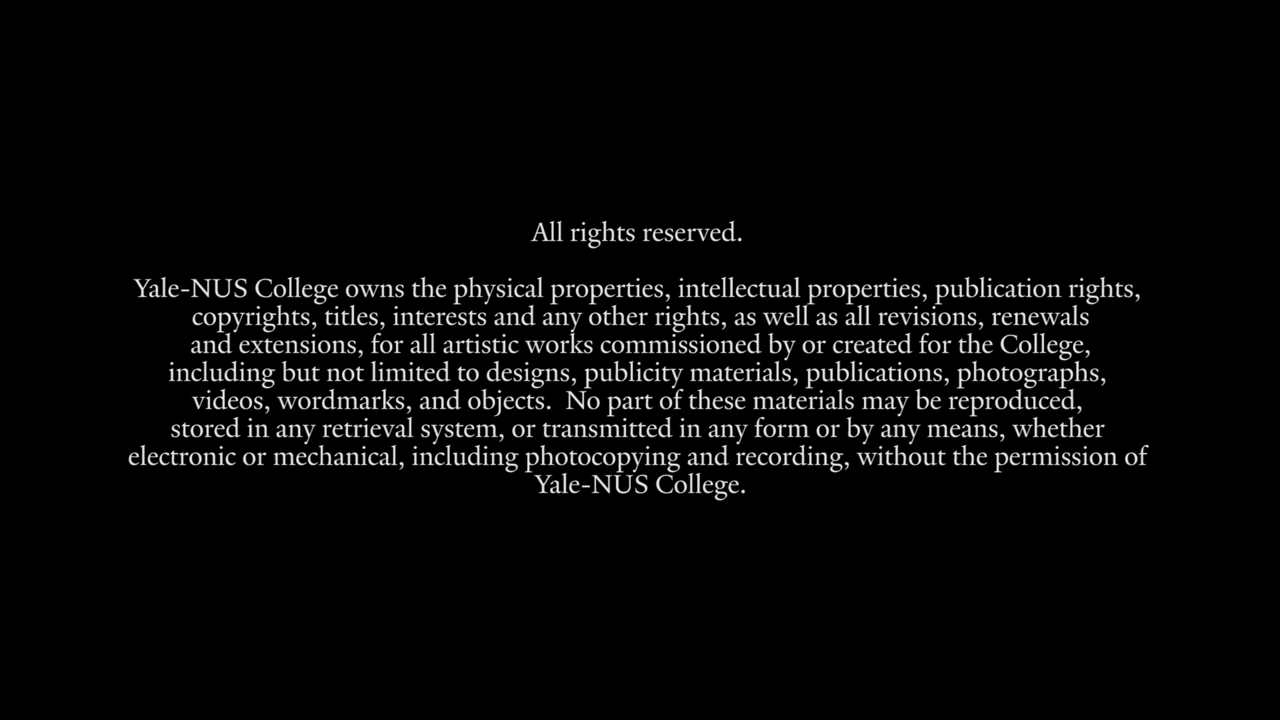 All rights reserved.
Yale-NUS College owns the physical properties, intellectual properties, publication rights,
copyrights, titles, interests and any other rights, as well as all revisions, renewals
and extensions, for all artistic works commissioned by or created for the College,
including but not limited to designs, publicity materials, publications, photographs,
videos, wordmarks, and objects.  No part of these materials may be reproduced,
stored in any retrieval system, or transmitted in any form or by any means, whether
electronic or mechanical, including photocopying and recording, without the permission of
Yale-NUS College.